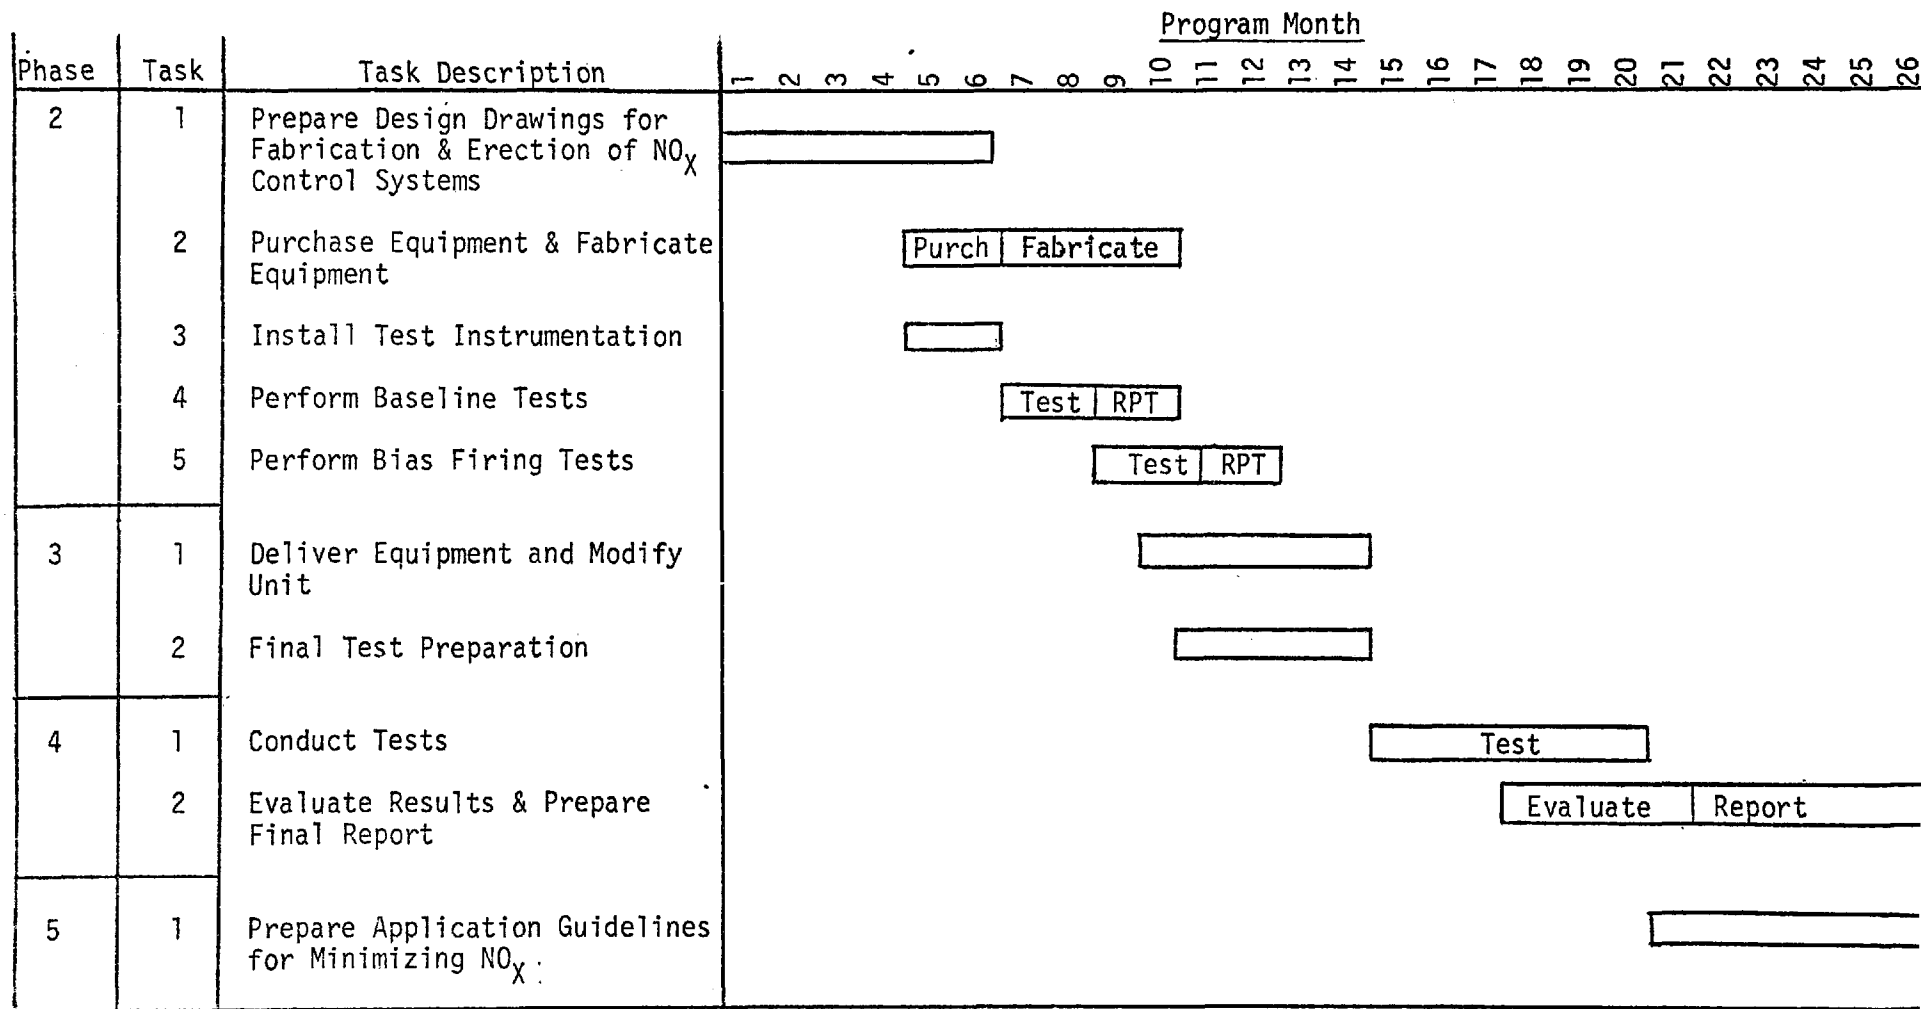 Program Month
Phase Task Task Description 1 2 3 4 5 6 7 8 9 10 11 12 13 14 15 16 17 18 19 20 21 22 23 24 25 26
2 1 Prepare Design Drawings for
Fabrication & Erection of NOX
Control Systems
2 Purchase Equipment & Fabricate Purch Fabricate
Equipment
3 Install Test Instrumentation
4 Perform Baseline Tests Test RPT
5 Perform Bias Firing Tests Test RPT
3 1 Deliver Equipment and Modify
Unit
2 Final Test Preparation
4 1 Conduct Tests Test
2 Evaluate Results & Prepare Evaluate Report
Final Report
5 1 Prepare Application Guidelines
for Minimizing NOX